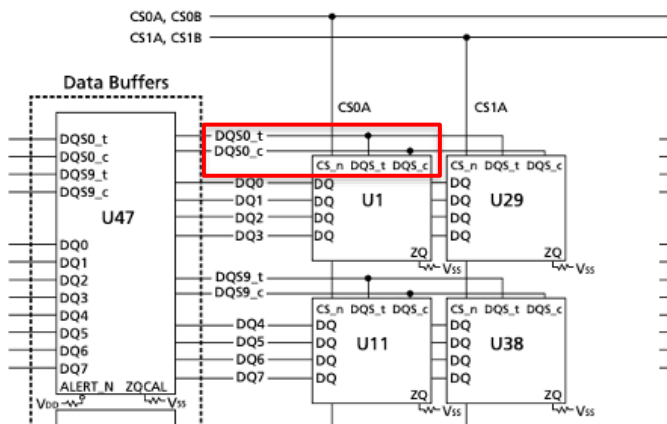 CS0A, CS0B
CS1A, CS1B
Data Buffers
CS0A
CS1A
DQS0_t
DQS0_c
DQS9_t
DQS9_c
U47
DQ0
DQ1
DQ2
DQ3
DQ4
DQ5
DQ6
DQ7
ALERT_N ZQCAL
VDD
VSS
DQS0_t
DQS0_c
DQ0
DQ1
DQ2
DQ3
CS_n DQS_t DQS_c
DQ
DQ
DQ
DQ
U1
ZQ
VSS
CS_n DQS_t DQS_c
DQ
DQ
DQ
DQ
U29
ZQ
VSS
DQS9_t
DQS9_c
DQ4
DQ5
DQ6
DQ7
CS_n DQS_t DQS_c
DQ
DQ
DQ
DQ
U11
ZQ
VSS
CS_n DQS_t DQS_c
DQ
DQ
DQ
DQ
U38
ZQ
VSS